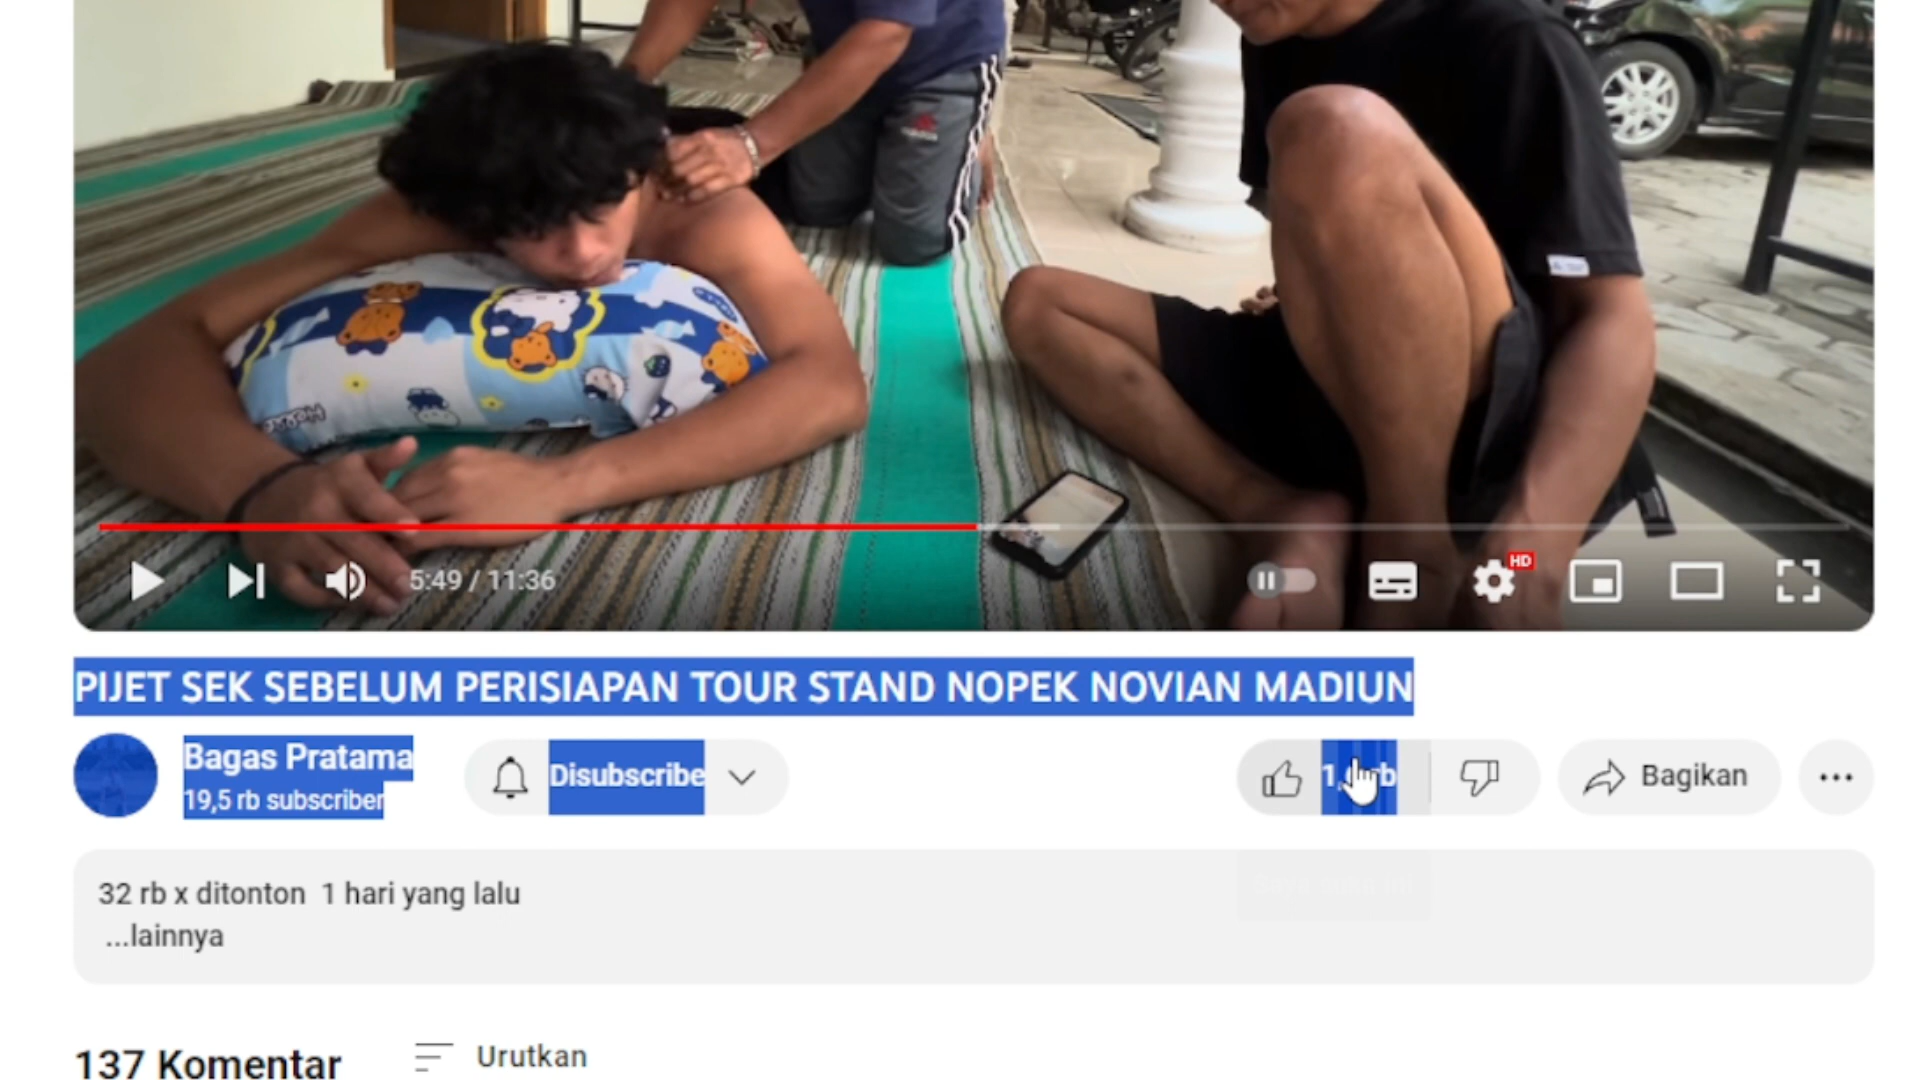 5:49 / 11:36
HD
PIJET SEK SEBELUM PERISIAPAN TOUR STAND NOPEK NOVIAN MADIUN
Bagas Pratama
19,5 rb subscriber
Disubscribe
Bagikan
32 rb x ditonton 1 hari yang lalu
...lainnya
137 Komentar
Urutkan